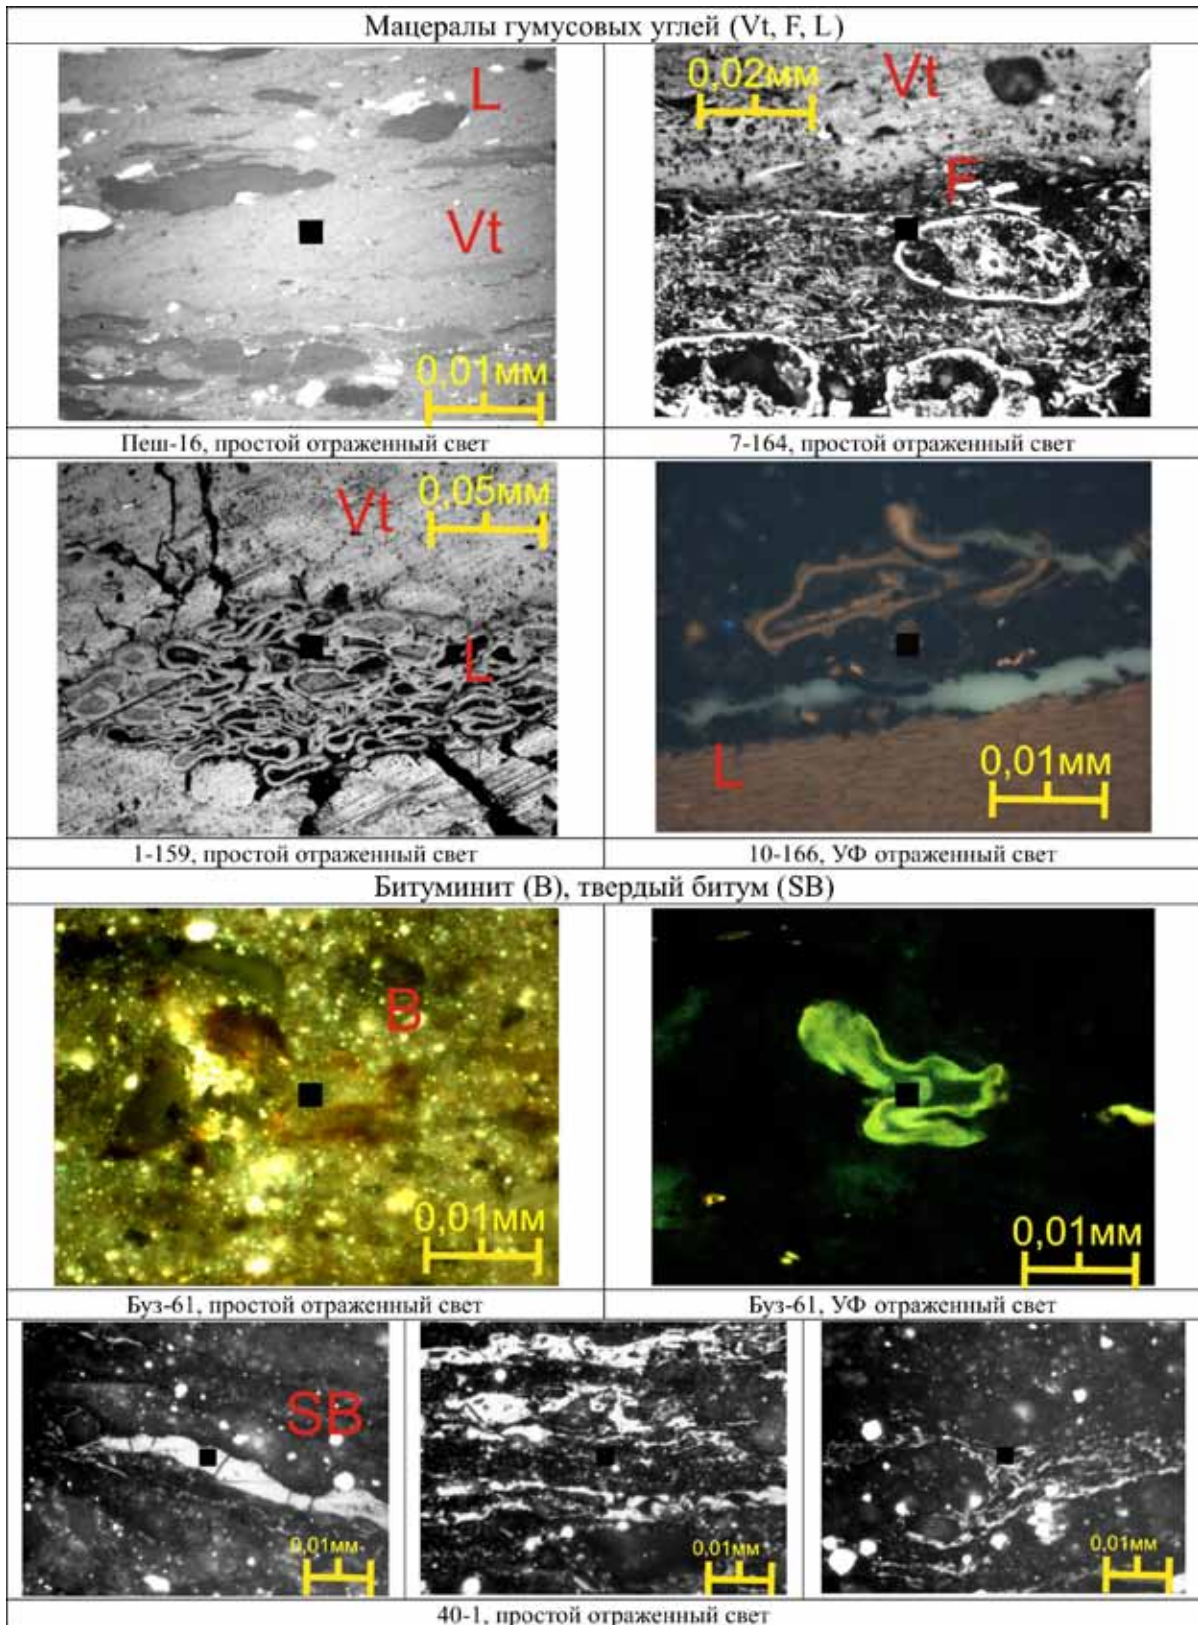 Мацералы гумусовых углей (Vt, F, L)
L
Vt
0,01мм
0,02мм
Vt
F
Пеш-16, простой отраженный свет
7-164, простой отраженный свет
Vt
0,05мм
L
L
0,01мм
1-159, простой отраженный свет
10-166, УФ отраженный свет
Битуминит (B), твердый битум (SB)
B
0,01мм
0,01мм
Буз-61, простой отраженный свет
Буз-61, УФ отраженный свет
SB
0,01мм
0,01мм
0,01мм
40-1, простой отраженный свет